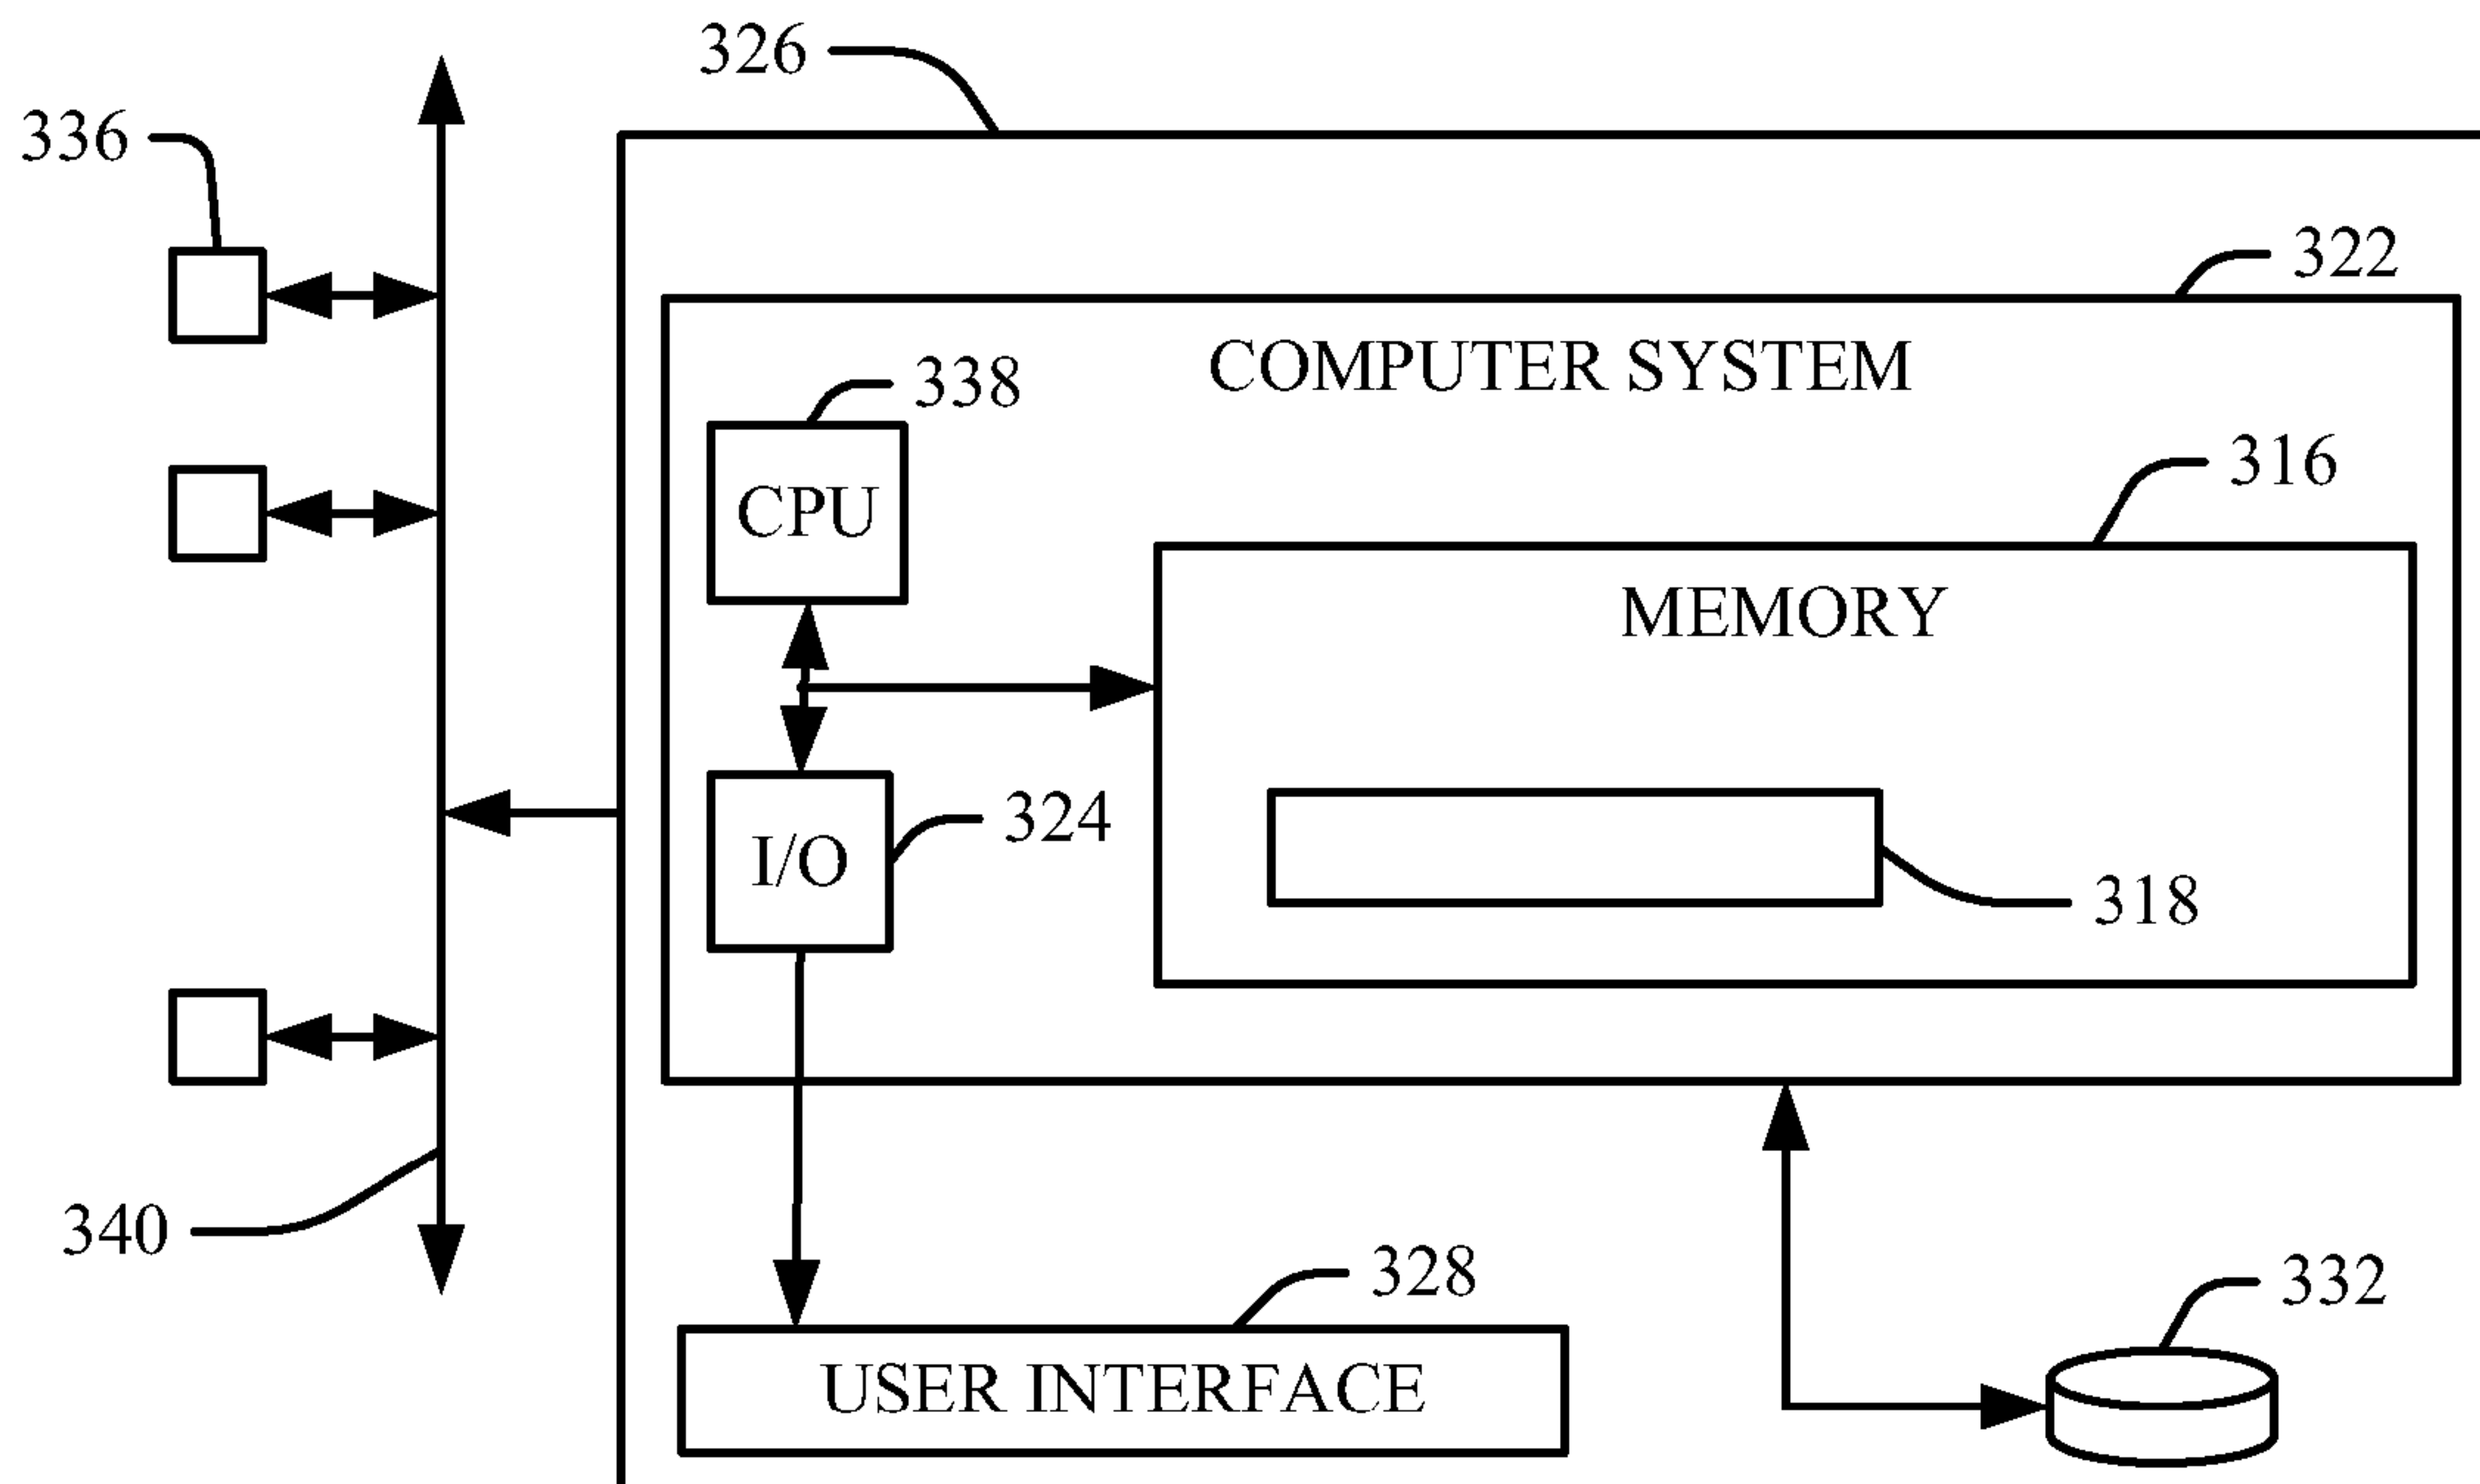 326
336
322
COMPUTER SYSTEM
338
316
CPU
MEMORY
324
I/O
318
340
328
332
USER INTERFACE